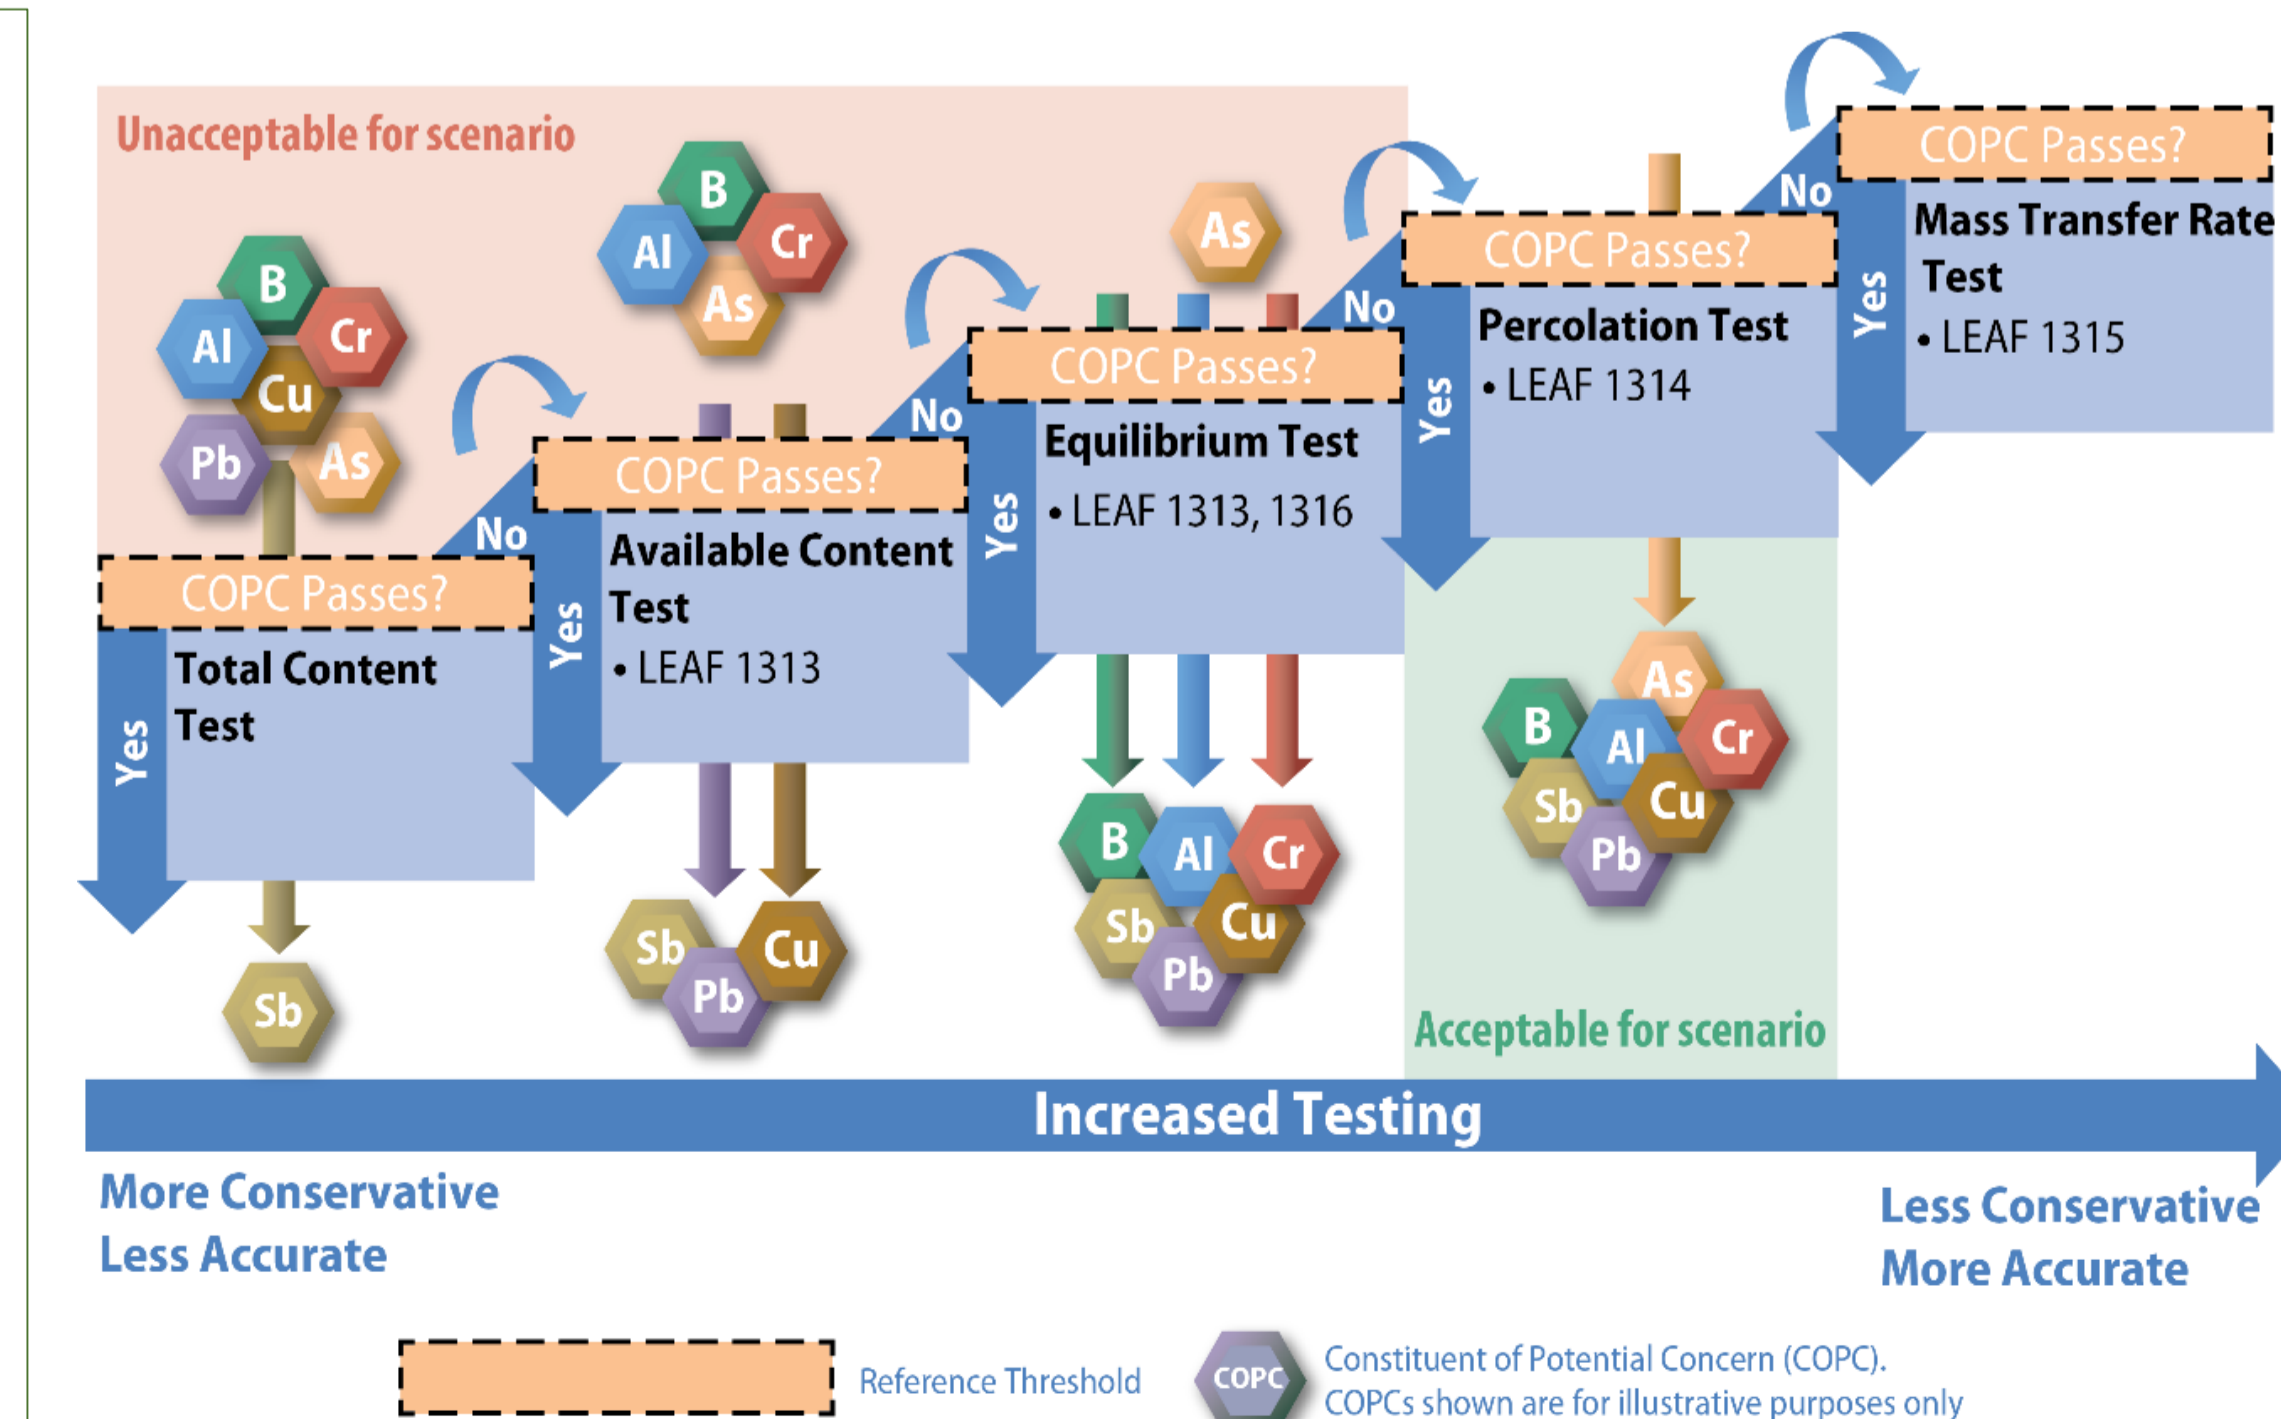 Unacceptable for scenario
B
Al
Cr
Cu
Pb
As
COPC Passes?
No
Yes
Total Content
Test
Sb
B
Al
Cr
As
COPC Passes?
No
Yes
Available Content
Test
• LEAF 1313
Sb
Cu
Pb
As
COPC Passes?
No
Yes
Equilibrium Test
• LEAF 1313, 1316
B
Al
Cr
Sb
Cu
Pb
COPC Passes?
No
Yes
Percolation Test
• LEAF 1314
As
B
Al
Cr
Sb
Cu
Pb
Acceptable for scenario
COPC Passes?
Yes
Mass Transfer Rate
Test
• LEAF 1315
Increased Testing
More Conservative
Less Accurate
Less Conservative
More Accurate
Reference Threshold
COPC
Constituent of Potential Concern (COPC).
COPCs shown are for illustrative purposes only